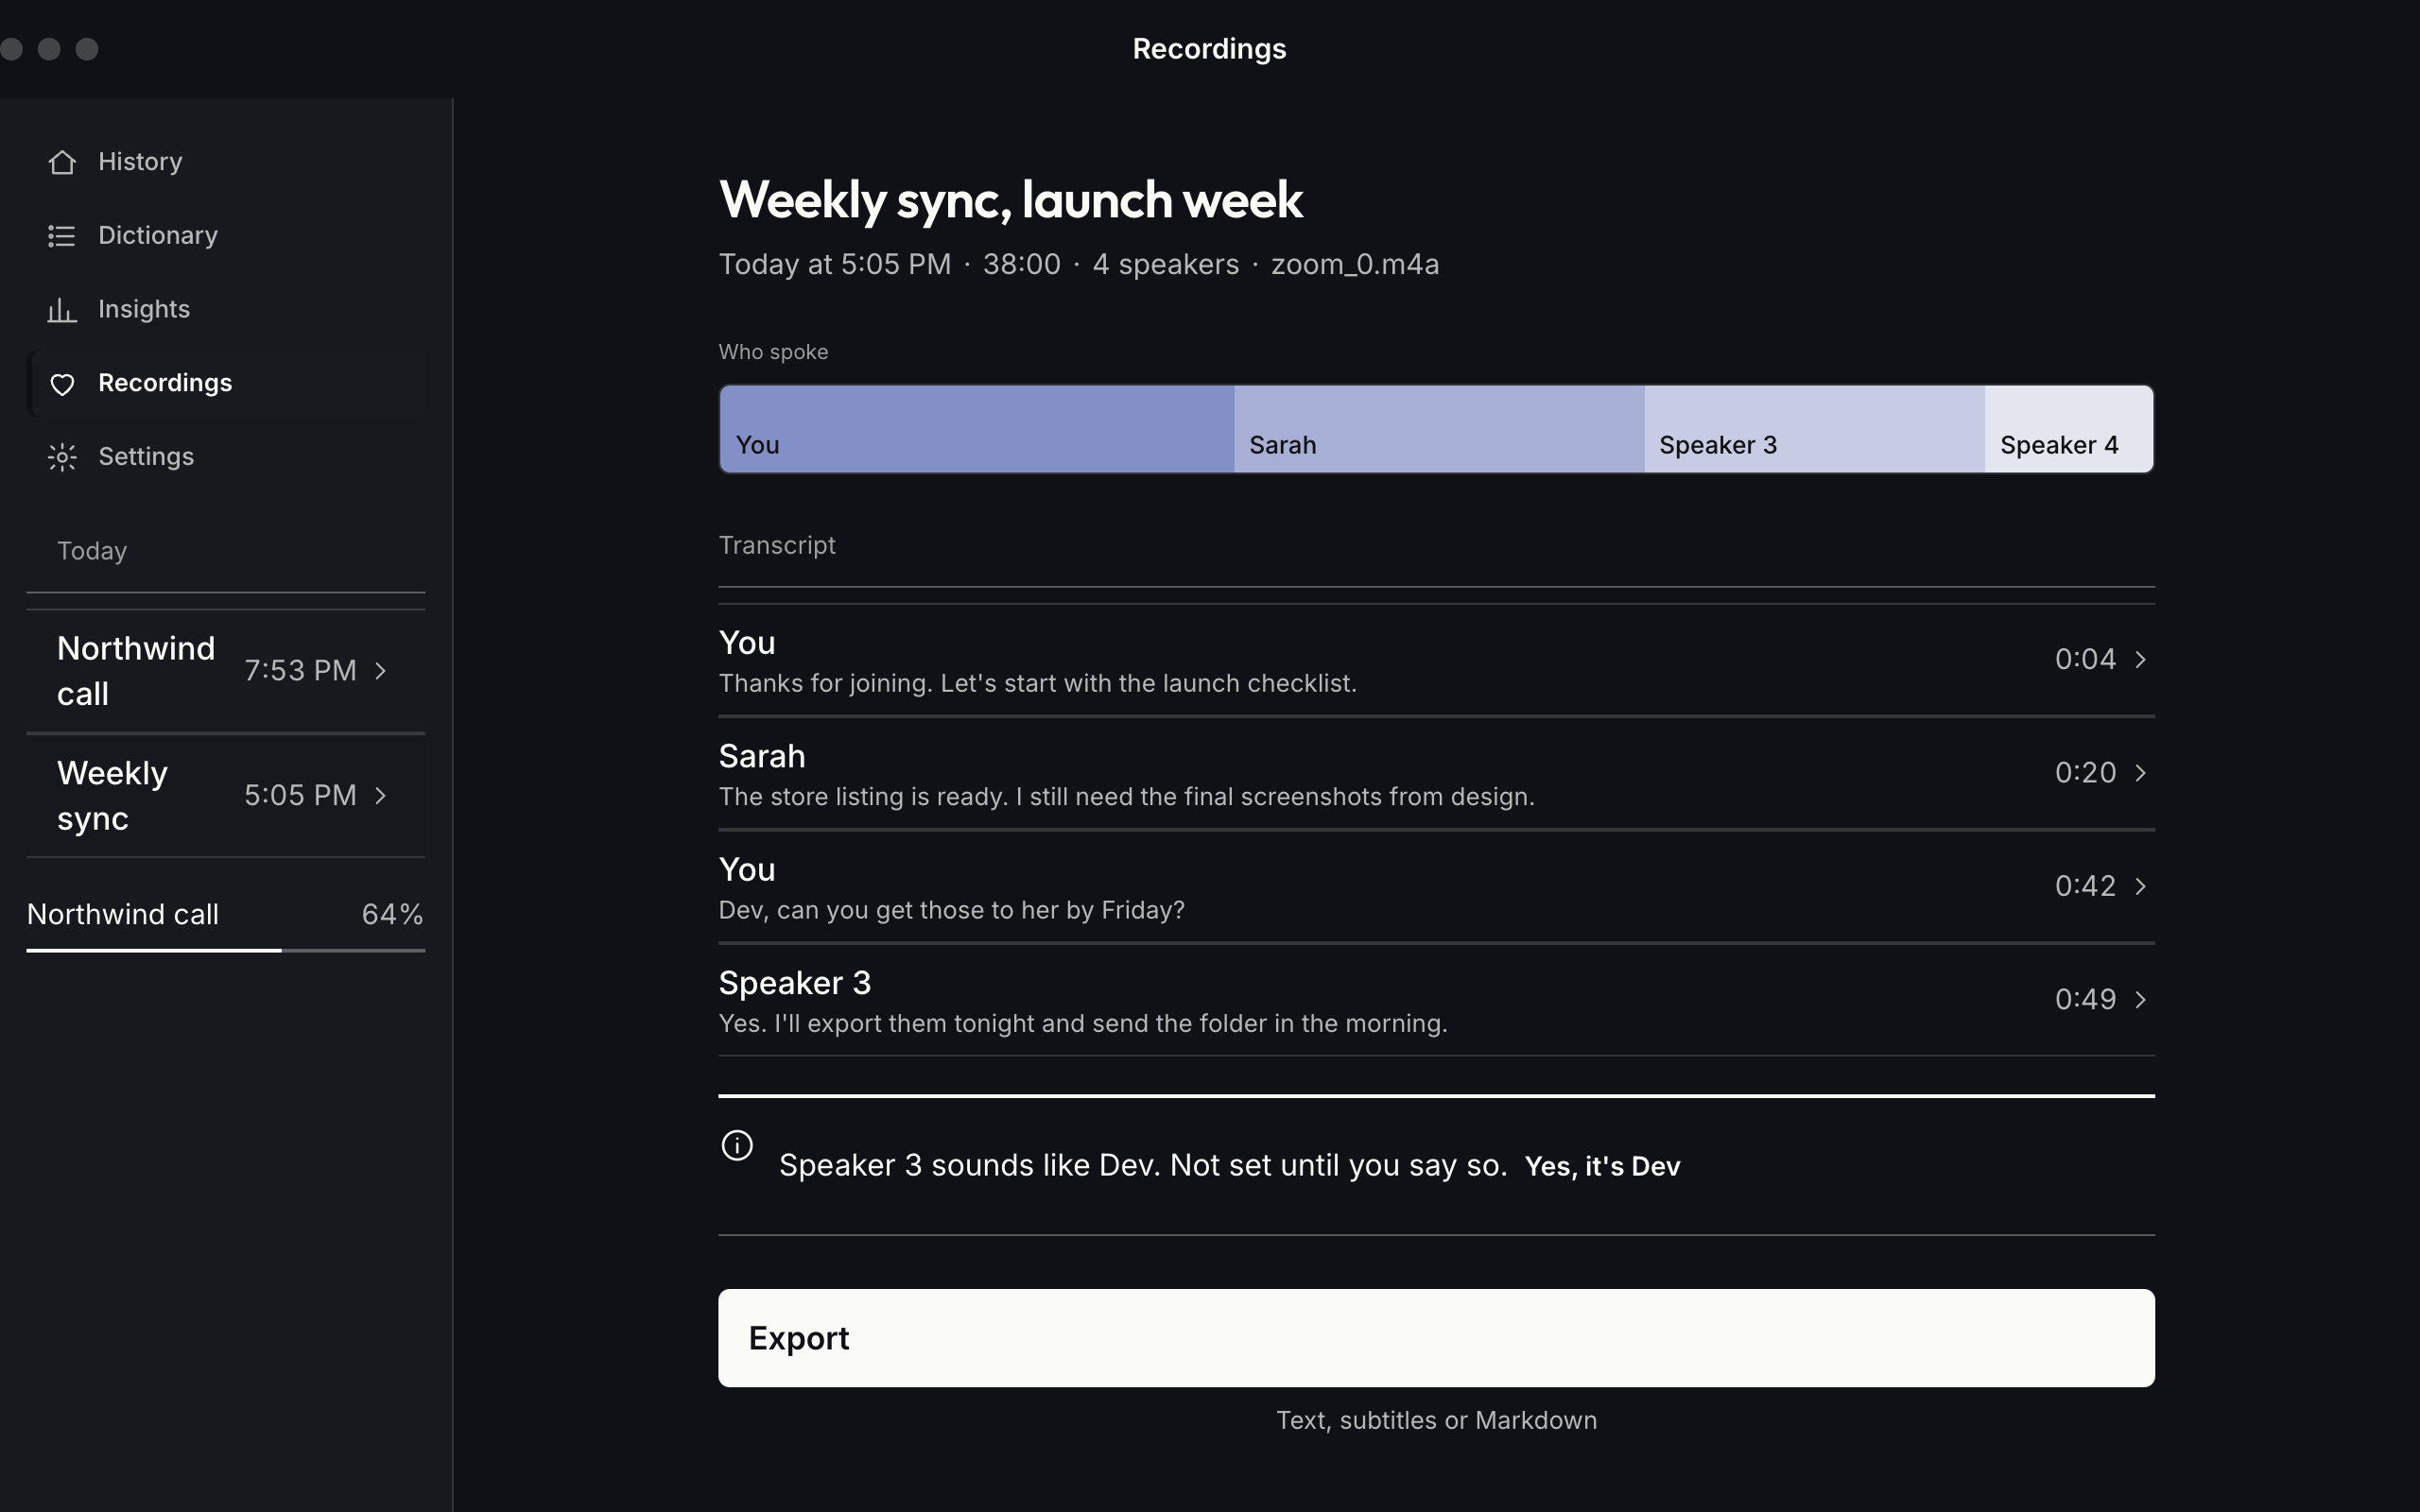 Recordings
History
Dictionary
Insights
Recordings
Settings
Today
Northwind
call
7:53 PM
Weekly
sync
5:05 PM
Northwind call
64%
Weekly sync, launch week
Today at 5:05 PM · 38:00 · 4 speakers · zoom_0.m4a
Who spoke
You
Sarah
Speaker 3
Speaker 4
Transcript
You
Thanks for joining. Let's start with the launch checklist.
0:04
Sarah
The store listing is ready. I still need the final screenshots from design.
0:20
You
Dev, can you get those to her by Friday?
0:42
Speaker 3
Yes. I'll export them tonight and send the folder in the morning.
0:49
Speaker 3 sounds like Dev. Not set until you say so. Yes, it's Dev
Export
Text, subtitles or Markdown